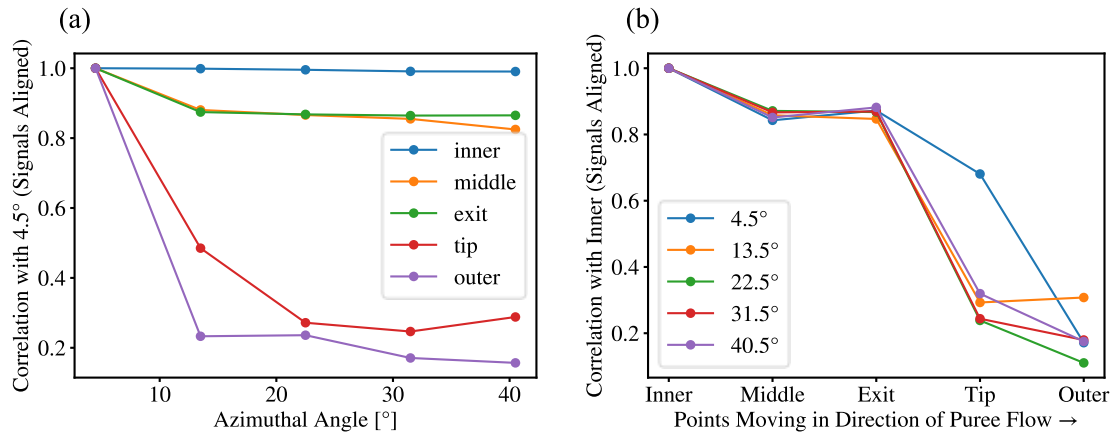 (a)
Correlation with 4.5° (Signals Aligned)
1.0
0.8
0.6
0.4
0.2
inner
middle
exit
tip
outer
10
20
30
40
Azimuthal Angle [°]
(b)
Correlation with Inner (Signals Aligned)
1.0
0.8
0.6
0.4
0.2
4.5°
13.5°
22.5°
31.5°
40.5°
Inner
Middle
Exit
Tip
Outer
Points Moving in Direction of Puree Flow →